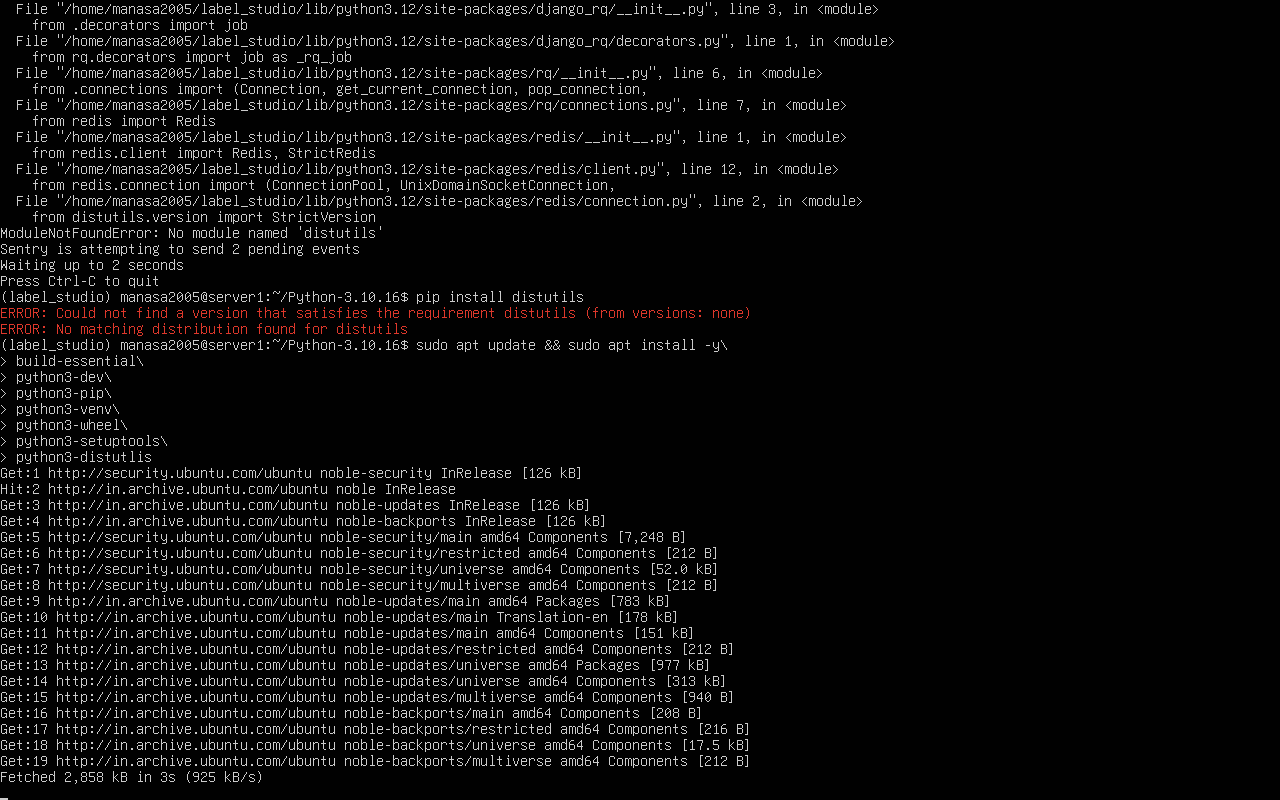 File "/home/manasa2005/label_studio/lib/python3.12/site-packages/django_rq/__init__.py", line 3, in <module>
from .decorators import job
File "/home/manasa2005/label_studio/lib/python3.12/site-packages/django_rq/decorators.py", line 1, in <module>
from rq.decorators import job as _rq_job
File "/home/manasa2005/label_studio/lib/python3.12/site-packages/rq/__init__.py", line 6, in <module>
from .connections import (Connection, get_current_connection, pop_connection,
File "/home/manasa2005/label_studio/lib/python3.12/site-packages/rq/connections.py", line 7, in <module>
from redis import Redis
File "/home/manasa2005/label_studio/lib/python3.12/site-packages/redis/__init__.py", line 1, in <module>
from redis.client import Redis, StrictRedis
File "/home/manasa2005/label_studio/lib/python3.12/site-packages/redis/client.py", line 12, in <module>
from redis.connection import (ConnectionPool, UnixDomainSocketConnection,
File "/home/manasa2005/label_studio/lib/python3.12/site-packages/redis/connection.py", line 2, in <module>
from distutils.version import StrictVersion
ModuleNotFoundError: No module named 'distutils'
Sentry is attempting to send 2 pending events
Waiting up to 2 seconds
Press Ctrl-C to quit
(label_studio) manasa2005@server1:~/Python-3.10.16$ pip install distutils
ERROR: Could not find a version that satisfies the requirement distutils (from versions: none)
ERROR: No matching distribution found for distutils
(label_studio) manasa2005@server1:~/Python-3.10.16$ sudo apt update && sudo apt install -y\
> build-essential\
> python3-dev\
> python3-pip\
> python3-venv\
> python3-wheel\
> python3-setuptools\
> python3-distutlis
Get:1 http://security.ubuntu.com/ubuntu noble-security InRelease [126 kB]
Hit:2 http://in.archive.ubuntu.com/ubuntu noble InRelease
Get:3 http://in.archive.ubuntu.com/ubuntu noble-updates InRelease [126 kB]
Get:4 http://in.archive.ubuntu.com/ubuntu noble-backports InRelease [126 kB]
Get:5 http://security.ubuntu.com/ubuntu noble-security/main amd64 Components [7,248 B]
Get:6 http://security.ubuntu.com/ubuntu noble-security/restricted amd64 Components [212 B]
Get:7 http://security.ubuntu.com/ubuntu noble-security/universe amd64 Components [52.0 kB]
Get:8 http://security.ubuntu.com/ubuntu noble-security/multiverse amd64 Components [212 B]
Get:9 http://in.archive.ubuntu.com/ubuntu noble-updates/main amd64 Packages [783 kB]
Get:10 http://in.archive.ubuntu.com/ubuntu noble-updates/main Translation-en [178 kB]
Get:11 http://in.archive.ubuntu.com/ubuntu noble-updates/main amd64 Components [151 kB]
Get:12 http://in.archive.ubuntu.com/ubuntu noble-updates/restricted amd64 Components [212 B]
Get:13 http://in.archive.ubuntu.com/ubuntu noble-updates/universe amd64 Packages [977 kB]
Get:14 http://in.archive.ubuntu.com/ubuntu noble-updates/universe amd64 Components [313 kB]
Get:15 http://in.archive.ubuntu.com/ubuntu noble-updates/multiverse amd64 Components [940 B]
Get:16 http://in.archive.ubuntu.com/ubuntu noble-backports/main amd64 Components [208 B]
Get:17 http://in.archive.ubuntu.com/ubuntu noble-backports/restricted amd64 Components [216 B]
Get:18 http://in.archive.ubuntu.com/ubuntu noble-backports/universe amd64 Components [17.5 kB]
Get:19 http://in.archive.ubuntu.com/ubuntu noble-backports/multiverse amd64 Components [212 B]
Fetched 2,858 kB in 3s (925 kB/s)